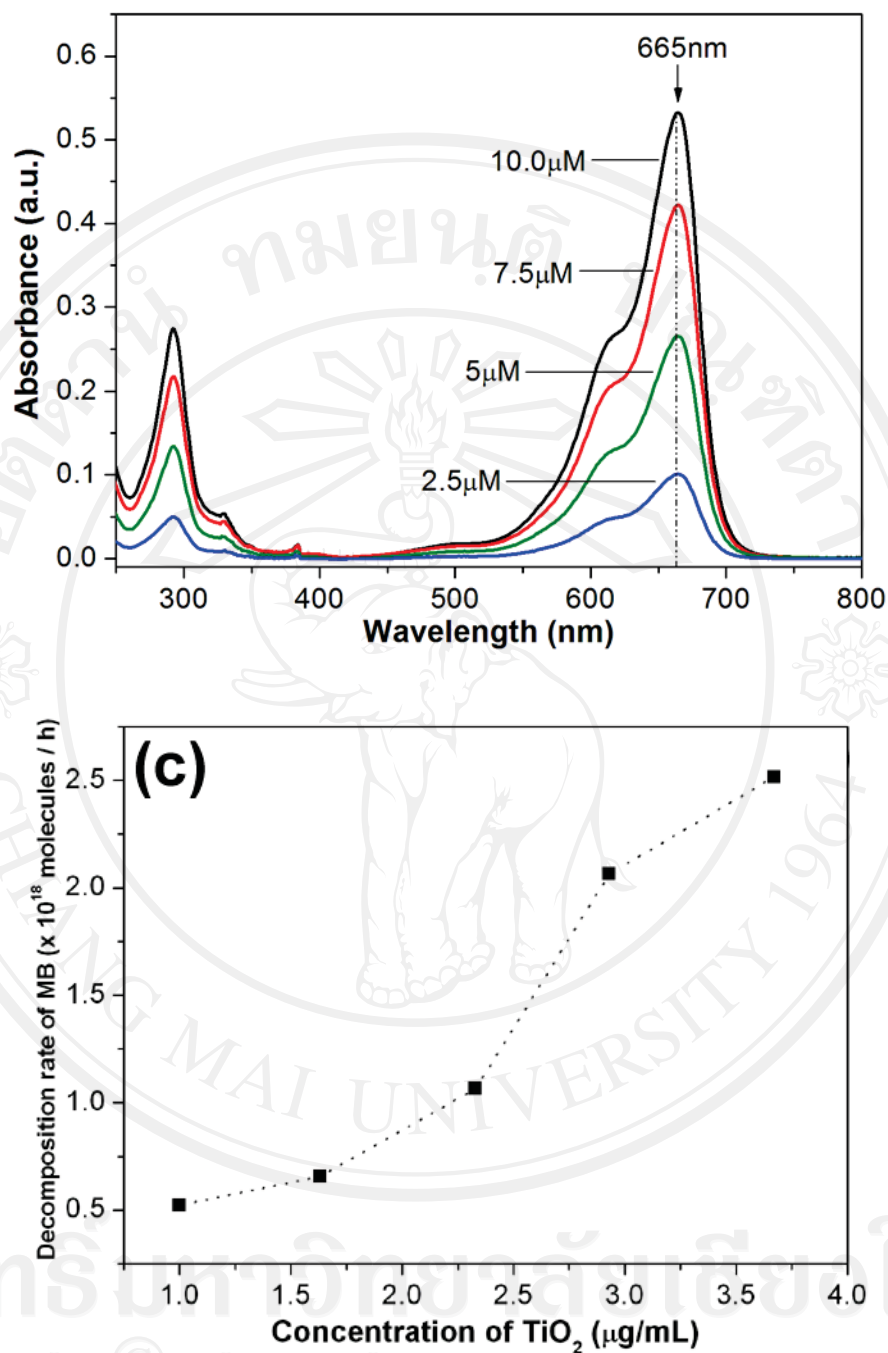 665nm
10.0μM
7.5μM
5μM
2.5μM
Absorbance (a.u.)
0.6
0.5
0.4
0.3
0.2
0.1
0.0
300 400 500 600 700 800
Wavelength (nm)
(c)
Decomposition rate of MB (x 10¹⁸ molecules / h)
2.5
2.0
1.5
1.0
0.5
1.0 1.5 2.0 2.5 3.0 3.5 4.0
Concentration of TiO₂ (μg/mL)
CHIANG MAI UNIVERSITY 1964